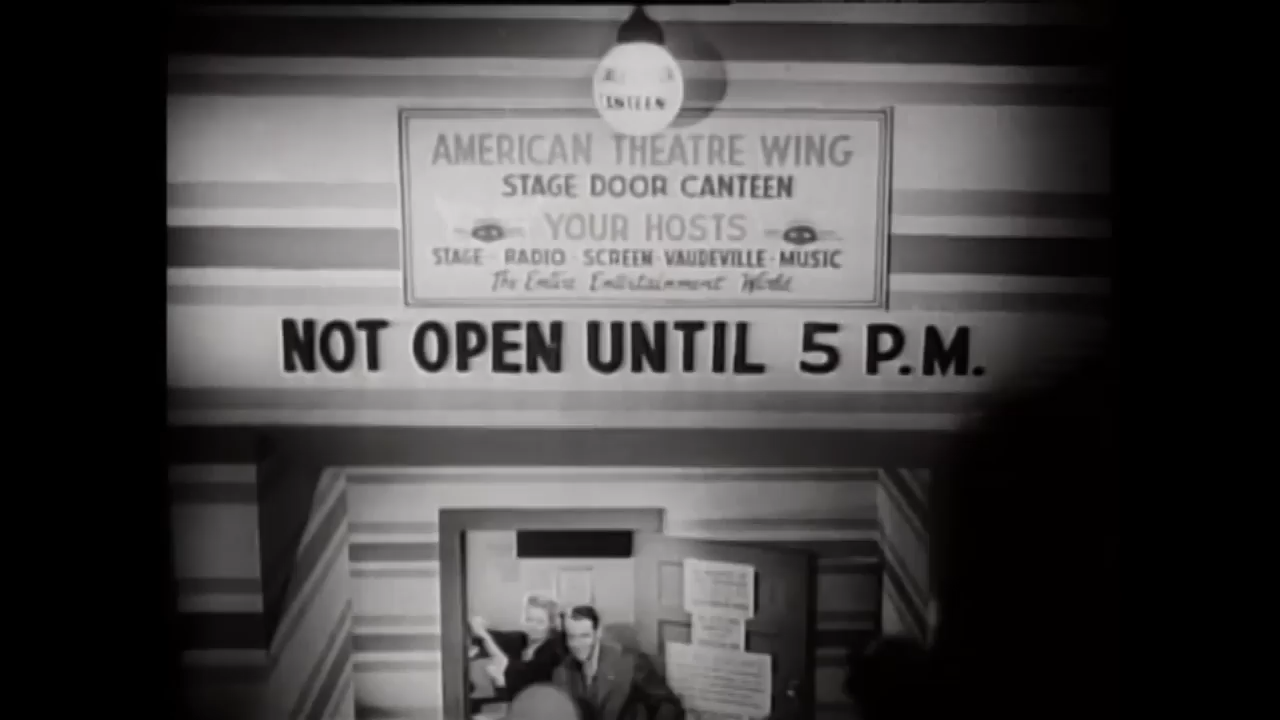 CANTEEN
AMERICAN THEATRE WING
STAGE DOOR CANTEEN
YOUR HOSTS
STAGE · RADIO · SCREEN · VAUDEVILLE · MUSIC
The Entire Entertainment World
NOT OPEN UNTIL 5 P.M.